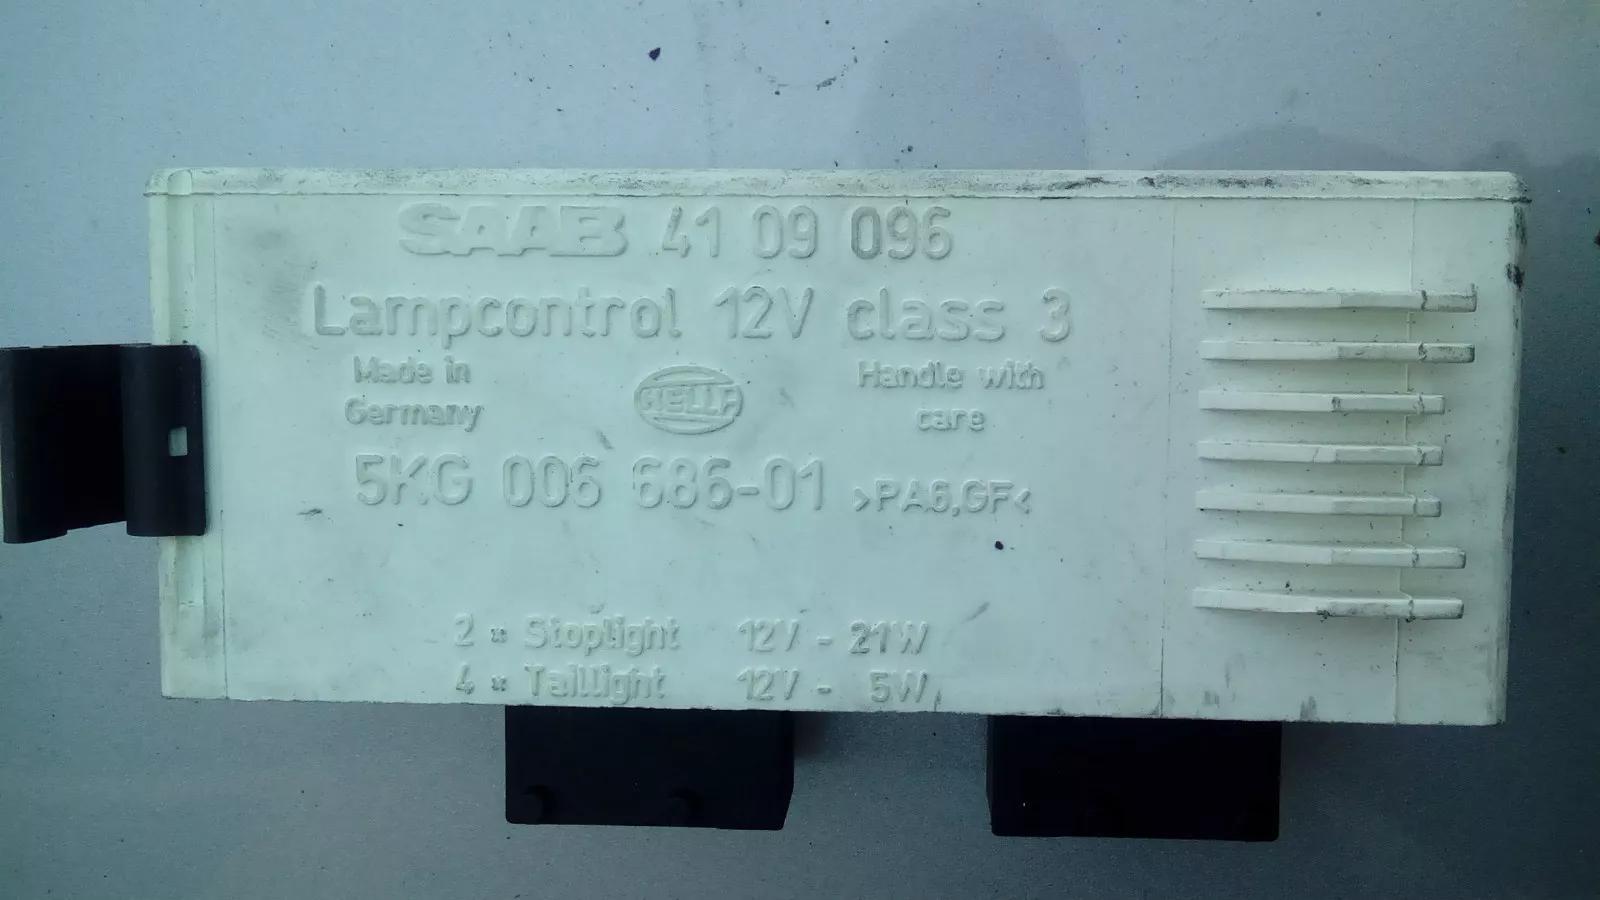 SAAB 41 09 096
Lampcontrol 12V class 3
Made in
Germany
HELLA
Handle with
care
5KG 006 686-01 >PA6,GF<
2 x Stoplight 12V - 21W
4 x Taillight 12V - 5W